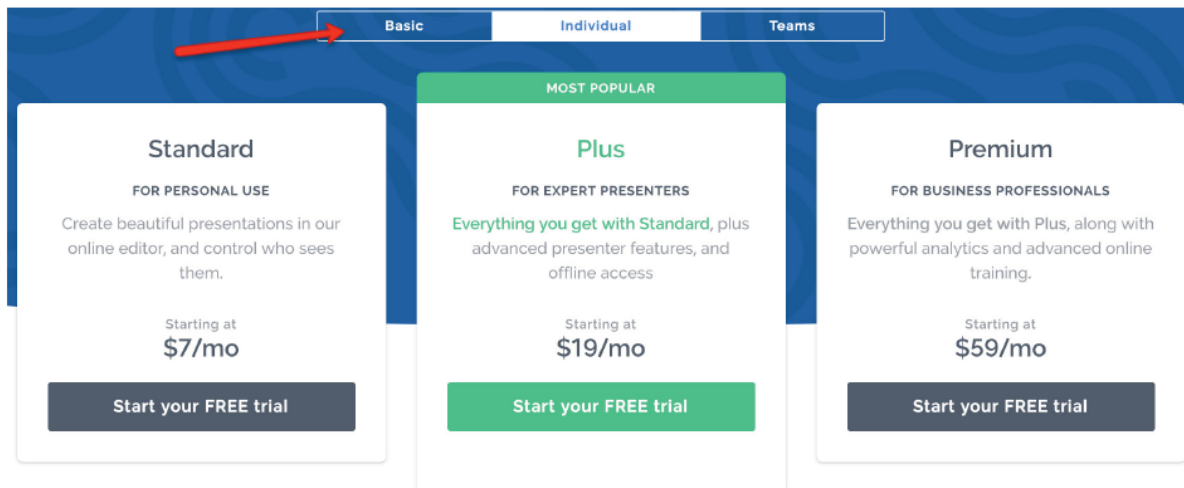 Basic Individual Teams
MOST POPULAR
Standard
FOR PERSONAL USE
Create beautiful presentations in our
online editor, and control who sees
them.
Starting at
$7/mo
Start your FREE trial
Plus
FOR EXPERT PRESENTERS
Everything you get with Standard, plus
advanced presenter features, and
offline access
Starting at
$19/mo
Start your FREE trial
Premium
FOR BUSINESS PROFESSIONALS
Everything you get with Plus, along with
powerful analytics and advanced online
training.
Starting at
$59/mo
Start your FREE trial